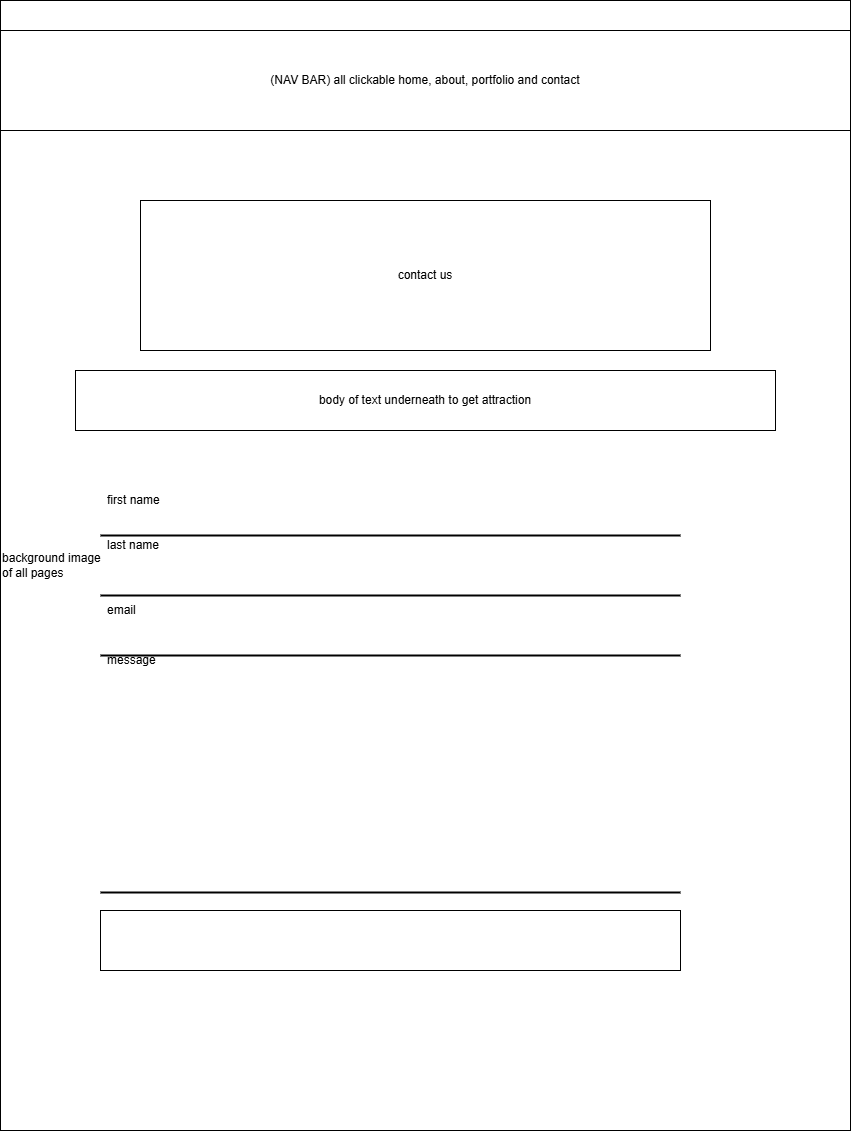 (NAV BAR) all clickable home, about, portfolio and contact
contact us
body of text underneath to get attraction
first name
last name
background image
of all pages
email
message